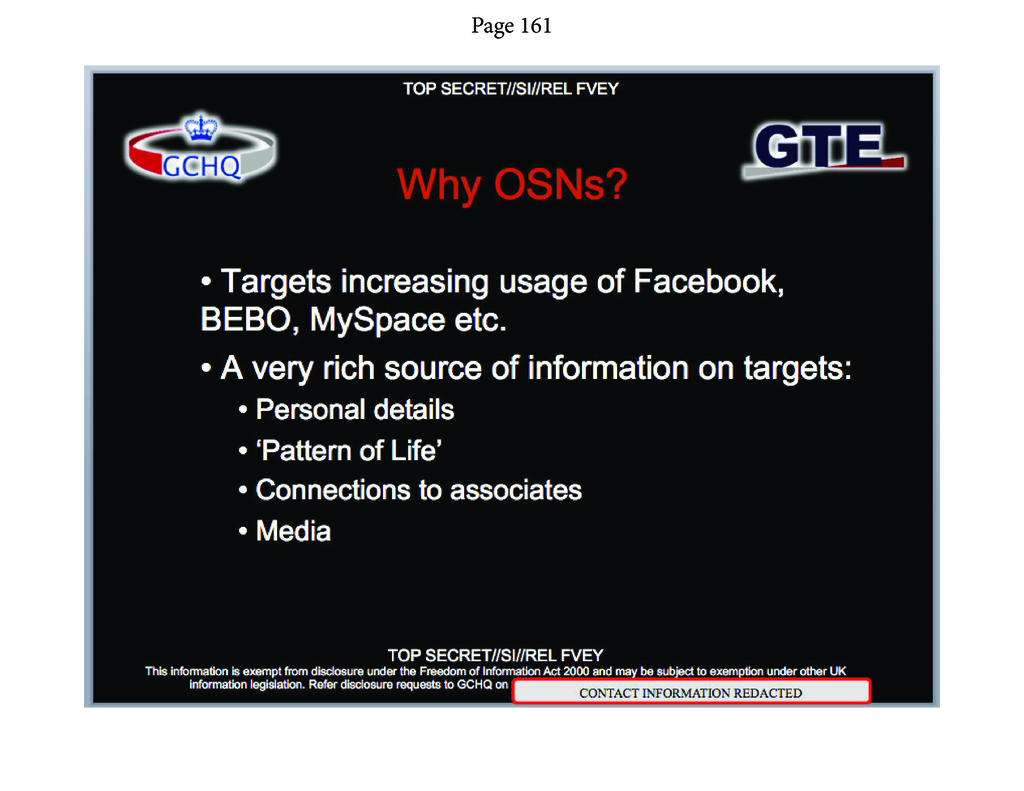 Page 161
TOP SECRET//SI//REL FVEY
GCHQ
GTE
Why OSNs?
• Targets increasing usage of Facebook,
BEBO, MySpace etc.
• A very rich source of information on targets:
• Personal details
• ‘Pattern of Life’
• Connections to associates
• Media
TOP SECRET//SI//REL FVEY
This information is exempt from disclosure under the Freedom of Information Act 2000 and may be subject to exemption under other UK
information legislation. Refer disclosure requests to GCHQ on
CONTACT INFORMATION REDACTED